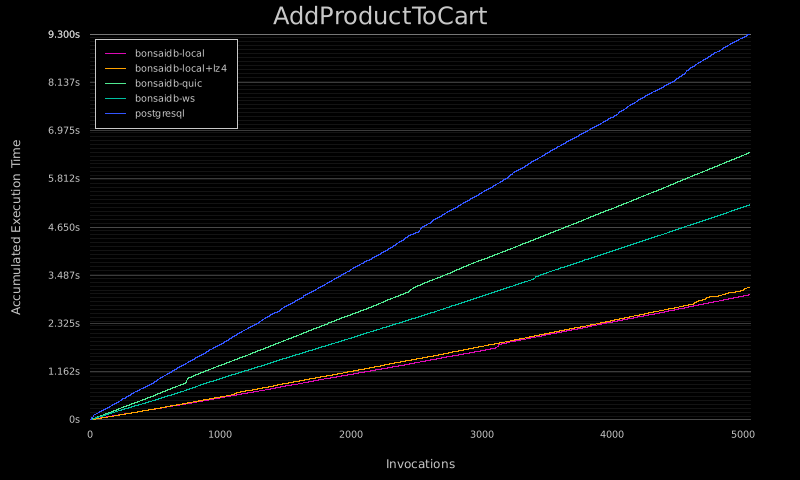 AddProductToCart
9.300s
8.137s
6.975s
5.812s
4.650s
3.487s
2.325s
1.162s
0s
bonsaidb-local
bonsaidb-local+lz4
bonsaidb-quic
bonsaidb-ws
postgresql
Accumulated Execution Time
0 1000 2000 3000 4000 5000
Invocations